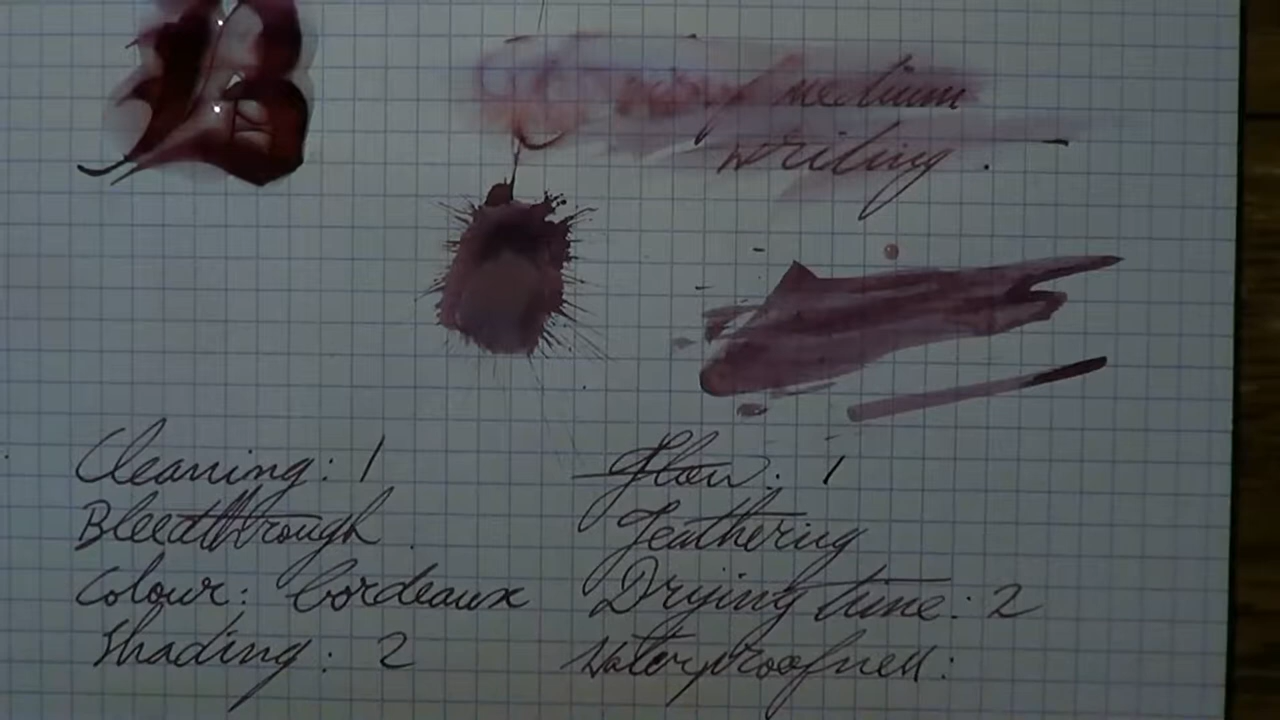 B
medium
writing.
Cleaning: 1
Flow: 1
Bleedthrough.
Feathering
Colour: bordeaux
Drying time: 2
Shading: 2
Waterproofness: